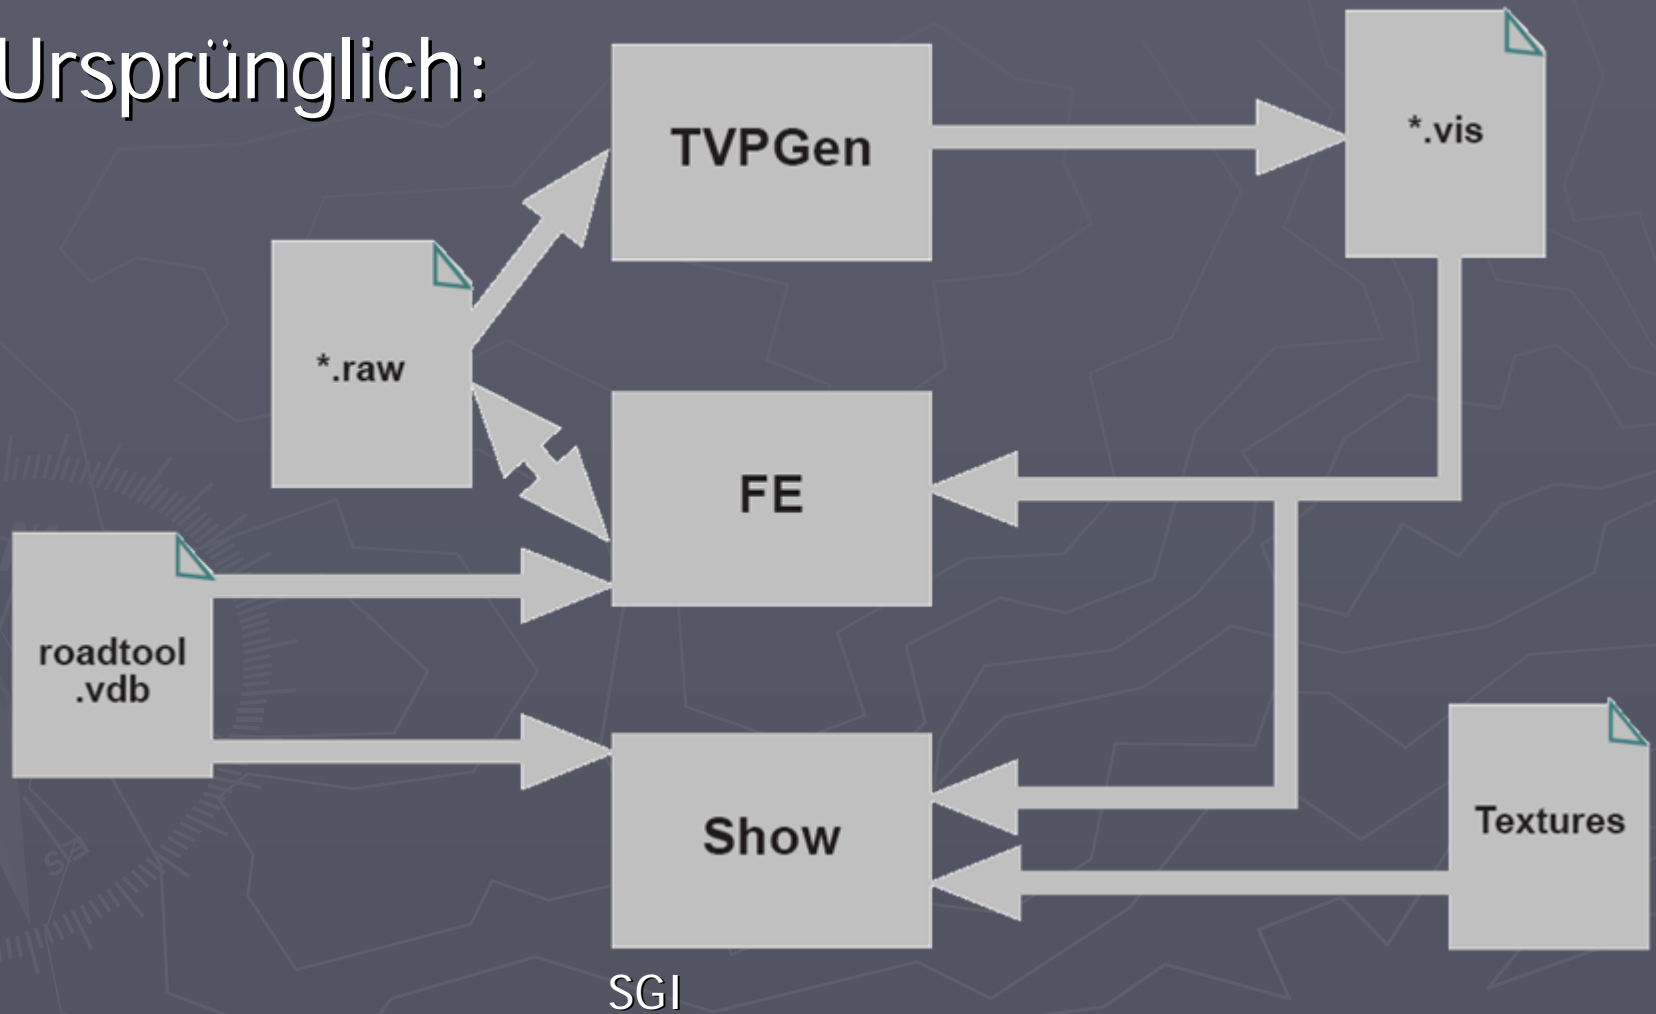 Ursprünglich:
TVPGen
*.vis
*.raw
FE
roadtool
.vdb
Show
Textures
SGI